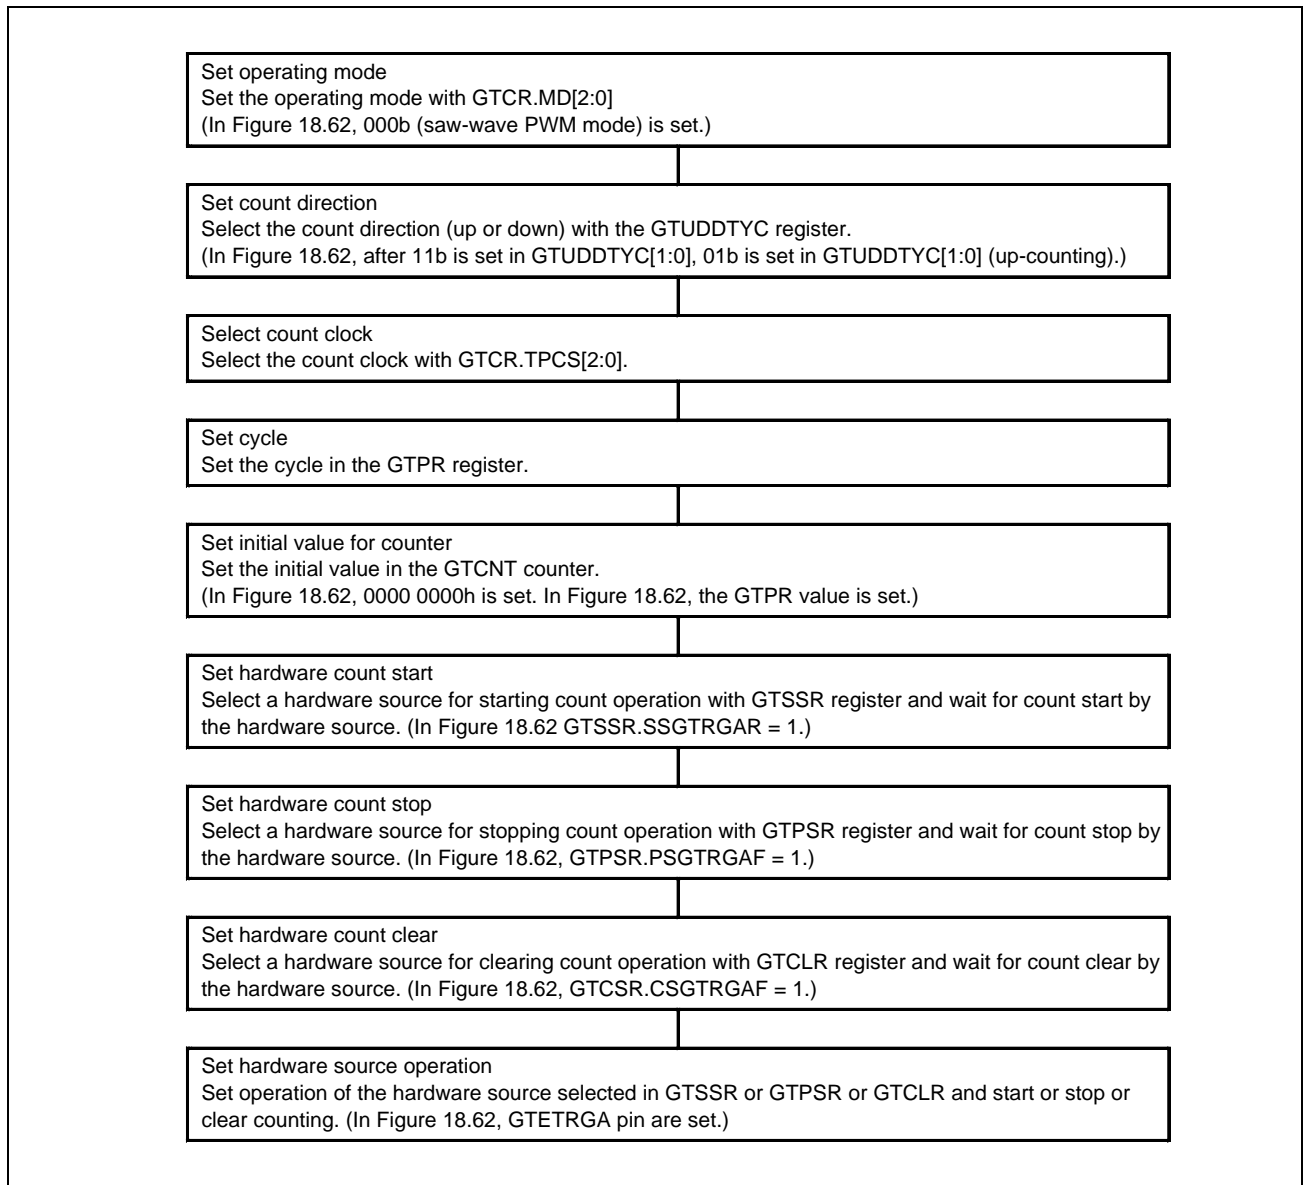 Set operating mode
Set the operating mode with GTCR.MD[2:0]
(In Figure 18.62, 000b (saw-wave PWM mode) is set.)
Set count direction
Select the count direction (up or down) with the GTUDDTYC register.
(In Figure 18.62, after 11b is set in GTUDDTYC[1:0], 01b is set in GTUDDTYC[1:0] (up-counting).)
Select count clock
Select the count clock with GTCR.TPCS[2:0].
Set cycle
Set the cycle in the GTPR register.
Set initial value for counter
Set the initial value in the GTCNT counter.
(In Figure 18.62, 0000 0000h is set. In Figure 18.62, the GTPR value is set.)
Set hardware count start
Select a hardware source for starting count operation with GTSSR register and wait for count start by
the hardware source. (In Figure 18.62 GTSSR.SSGTRGAR = 1.)
Set hardware count stop
Select a hardware source for stopping count operation with GTPSR register and wait for count stop by
the hardware source. (In Figure 18.62, GTPSR.PSGTRGAF = 1.)
Set hardware count clear
Select a hardware source for clearing count operation with GTCLR register and wait for count clear by
the hardware source. (In Figure 18.62, GTCSR.CSGTRGAF = 1.)
Set hardware source operation
Set operation of the hardware source selected in GTSSR or GTPSR or GTCLR and start or stop or
clear counting. (In Figure 18.62, GTETRGA pin are set.)